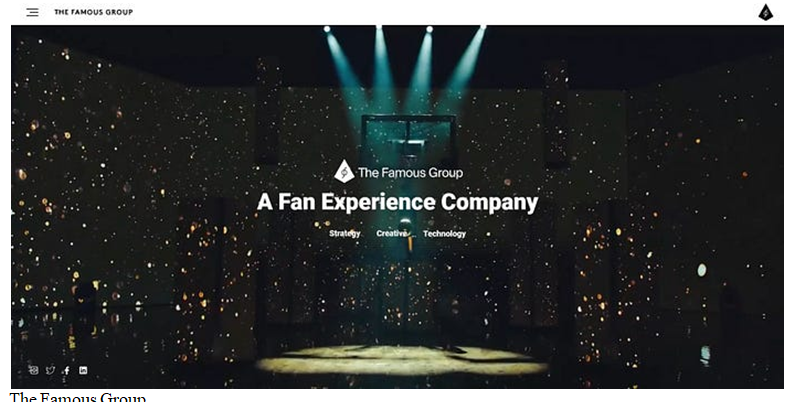 THE FAMOUS GROUP
The Famous Group
A Fan Experience Company
Strategy Creative Technology
The Famous Group